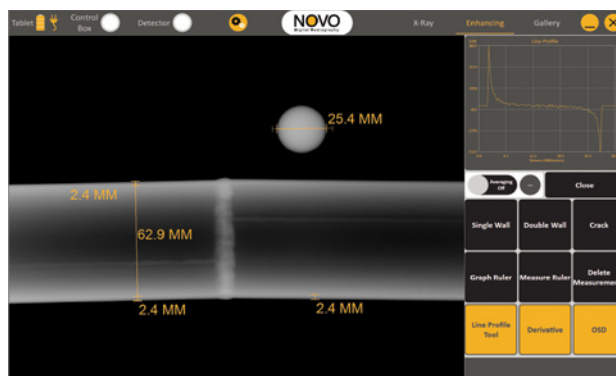 Tablet
Control Box
Detector
NOVO
Digital Radiography
X-Ray
Enhancing
Gallery
Line Profile
25.4 MM
2.4 MM
62.9 MM
2.4 MM
2.4 MM
Averaging Off
Close
Single Wall
Double Wall
Crack
Graph Ruler
Measure Ruler
Delete Measurement
Line Profile Tool
Derivative
OSD